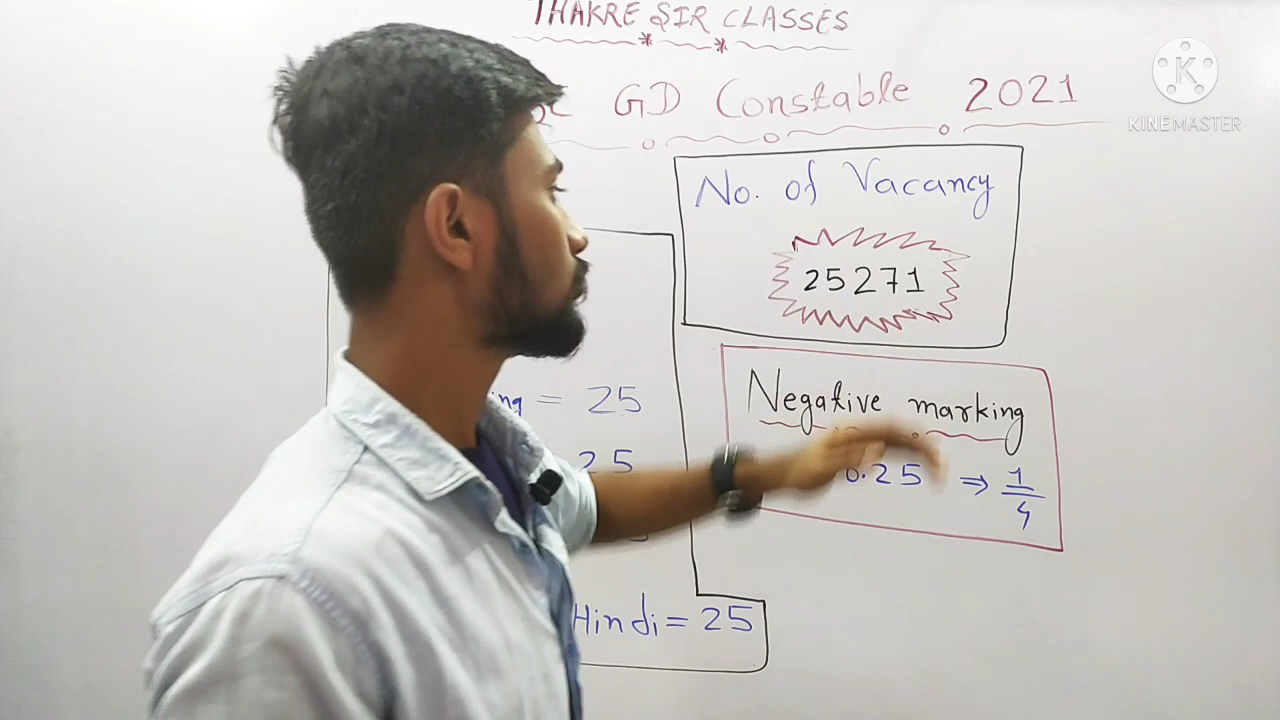 THAKRE SIR CLASSES
GD Constable 2021
KINEMASTER
No. of Vacancy
25271
= 25
25
Negative marking
0.25 ⇒ 1/4
Hindi = 25